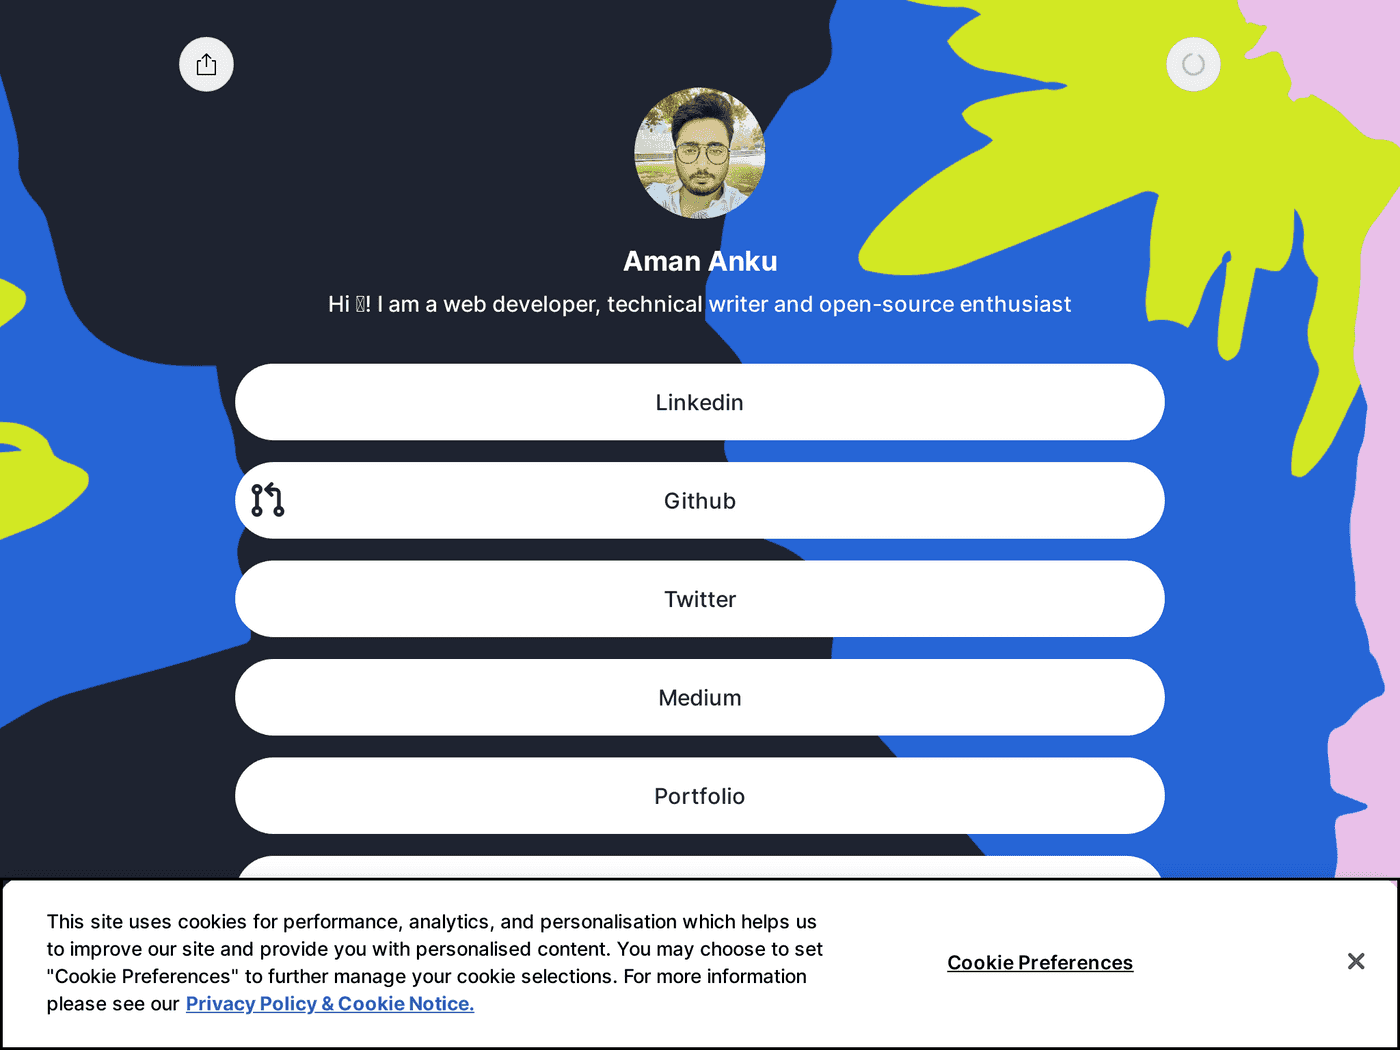 Aman Anku
Hi ! I am a web developer, technical writer and open-source enthusiast
Linkedin
Github
Twitter
Medium
Portfolio
This site uses cookies for performance, analytics, and personalisation which helps us
to improve our site and provide you with personalised content. You may choose to set
"Cookie Preferences" to further manage your cookie selections. For more information
please see our Privacy Policy & Cookie Notice.
Cookie Preferences